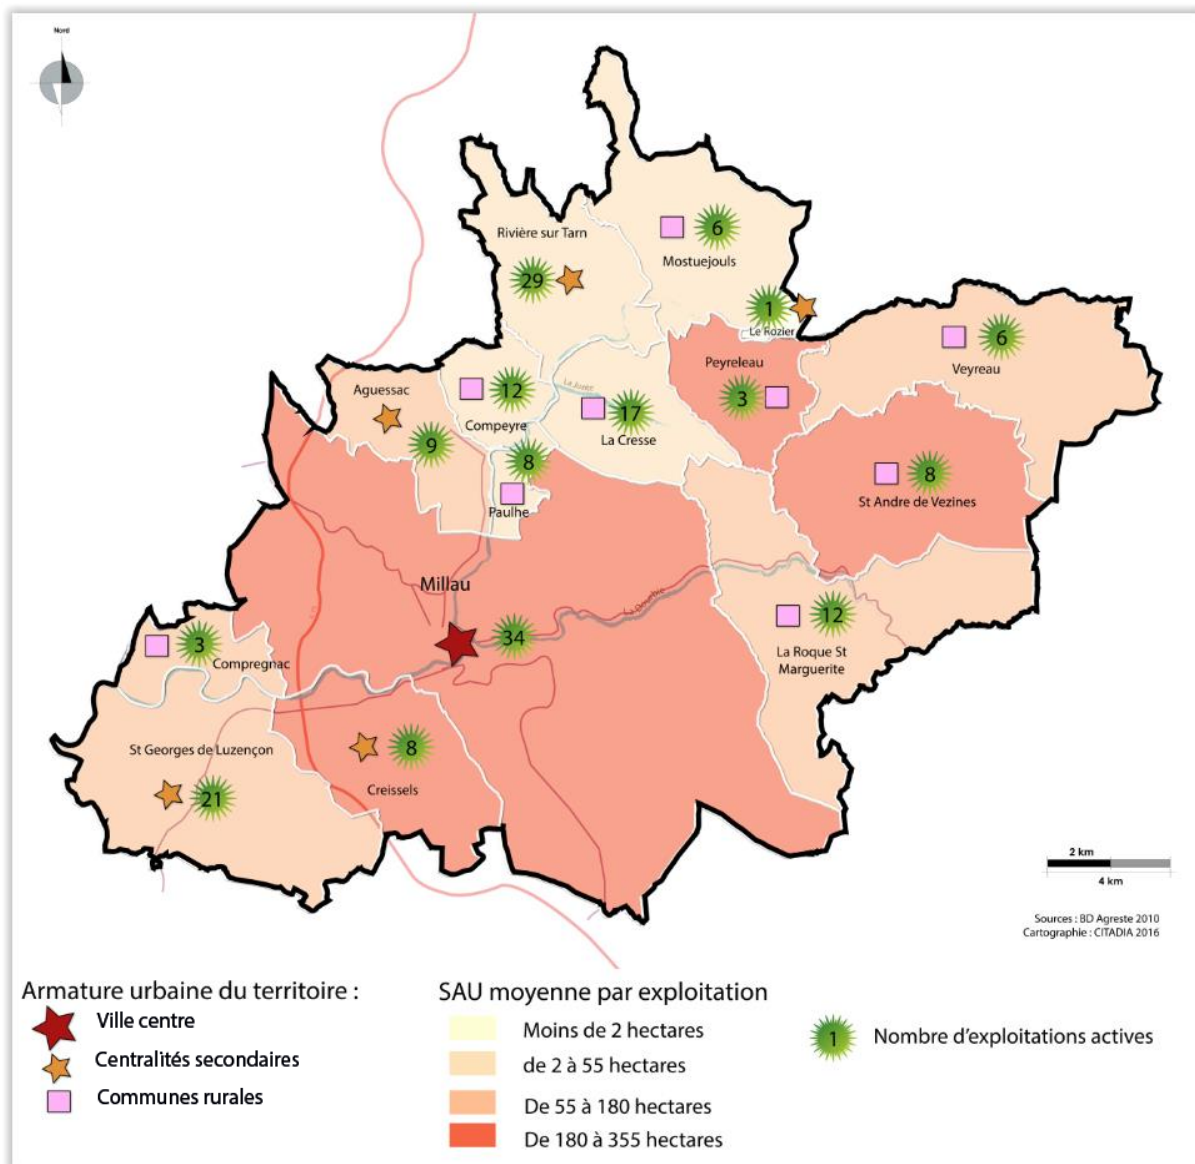 Nord
Rivière sur Tarn
29
6
Mostuejouls
1
Le Rozier
6
Veyreau
Peyreleau
3
Aguessac
9
12
Compeyre
La Cresse
17
8
Paulhe
8
St Andre de Vezines
Millau
34
La Dourbie
12
La Roque St
Marguerite
3
Compregnac
St Georges de Luzençon
21
8
Creissels
2 km
4 km
Sources : BD Agreste 2010
Cartographie : CITADIA 2016
Armature urbaine du territoire :
Ville centre
Centralités secondaires
Communes rurales
SAU moyenne par exploitation
Moins de 2 hectares
de 2 à 55 hectares
De 55 à 180 hectares
De 180 à 355 hectares
1
Nombre d'exploitations actives